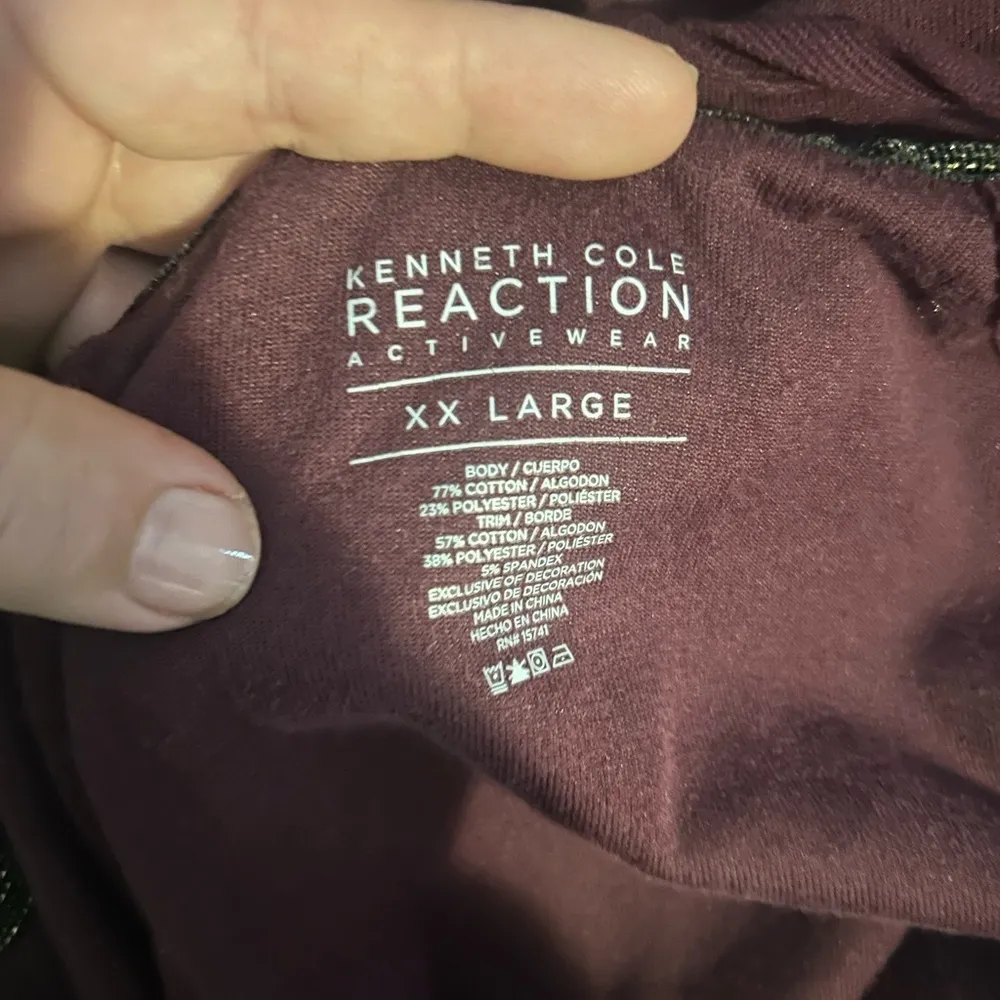 KENNETH COLE
REACTION
ACTIVEWEAR
XX LARGE
BODY / CUERPO
77% COTTON / ALGODON
23% POLYESTER / POLIÉSTER
TRIM / BORDE
57% COTTON / ALGODON
38% POLYESTER / POLIÉSTER
5% SPANDEX
EXCLUSIVE OF DECORATION
EXCLUSIVO DE DECORACIÓN
MADE IN CHINA
HECHO EN CHINA
RN# 15741